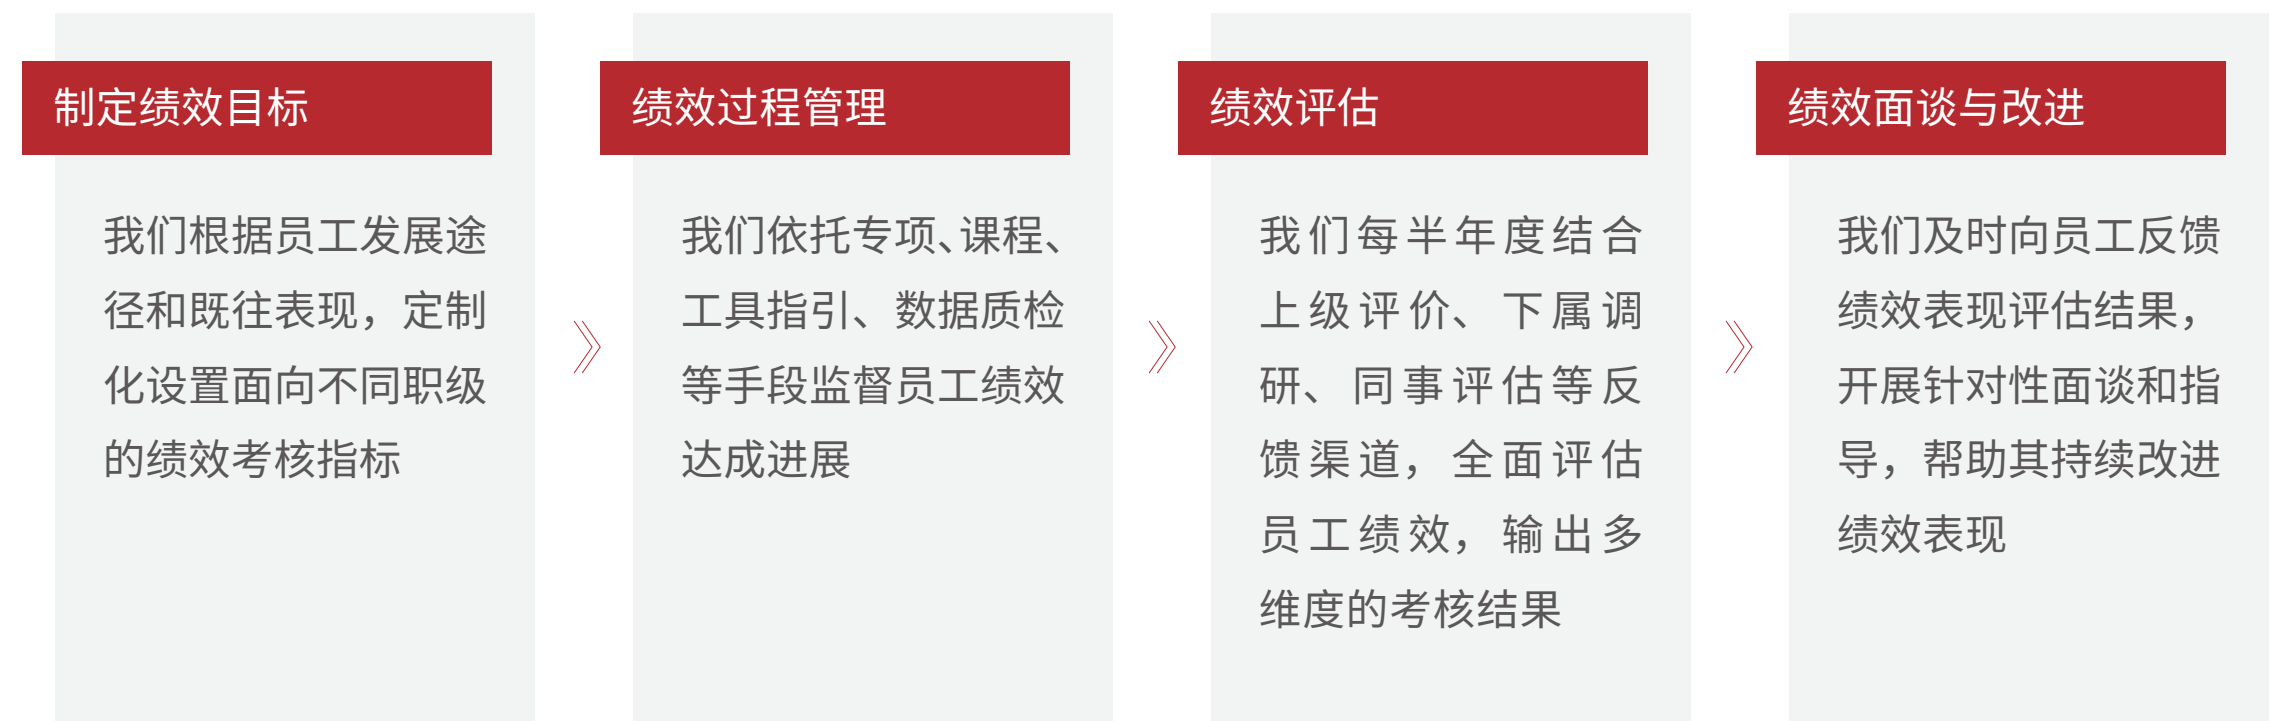 制定绩效目标
我们根据员工发展途
径和既往表现，定制
化设置面向不同职级
的绩效考核指标
绩效过程管理
我们依托专项、课程、
工具指引、数据质检
等手段监督员工绩效
达成进展
绩效评估
我们每半年度结合
上级评价、下属调
研、同事评估等反
馈渠道，全面评估
员工绩效，输出多
维度的考核结果
绩效面谈与改进
我们及时向员工反馈
绩效表现评估结果，
开展针对性面谈和指
导，帮助其持续改进
绩效表现